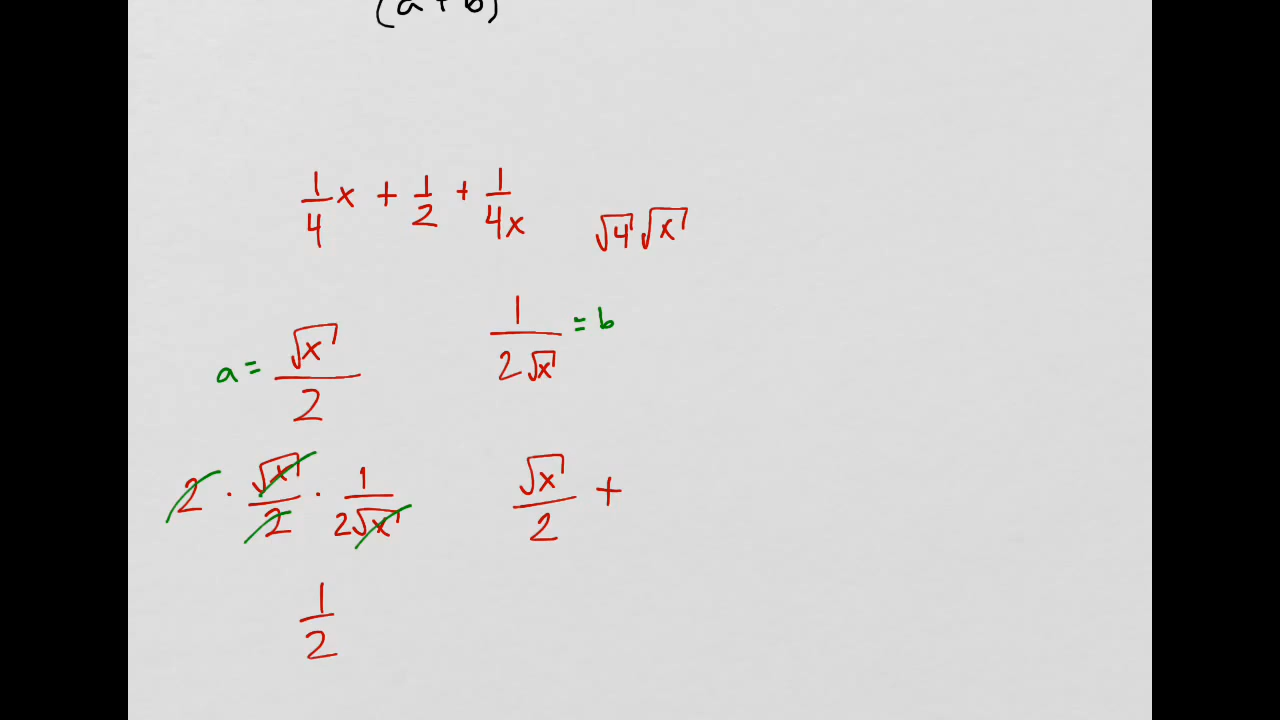 (a+b)
1/4 x + 1/2 + 1/4x
√4 √x
a = √x/2
1/2√x = b
2 · √x/2 · 1/2√x
√x/2 +
1/2